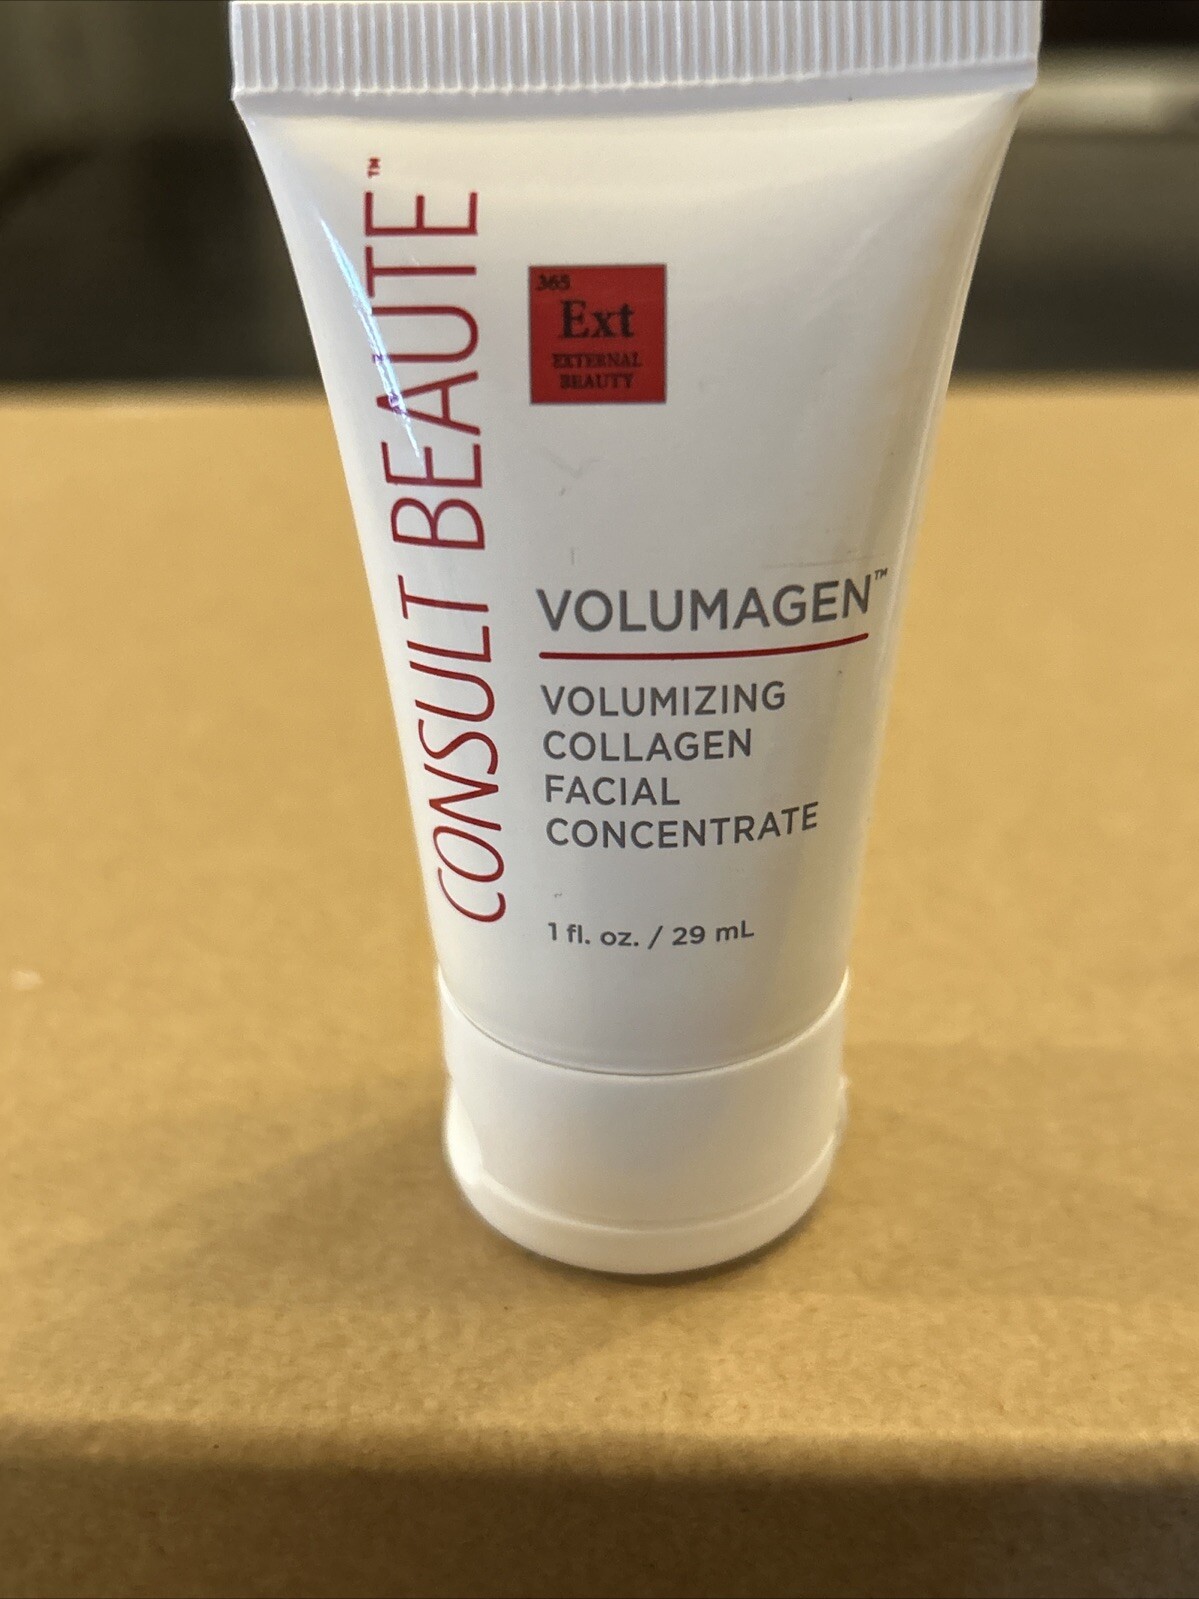 CONSULT BEAUTE™
365
Ext
EXTERNAL
BEAUTY
VOLUMAGEN™
VOLUMIZING
COLLAGEN
FACIAL
CONCENTRATE
1 fl. oz. / 29 mL